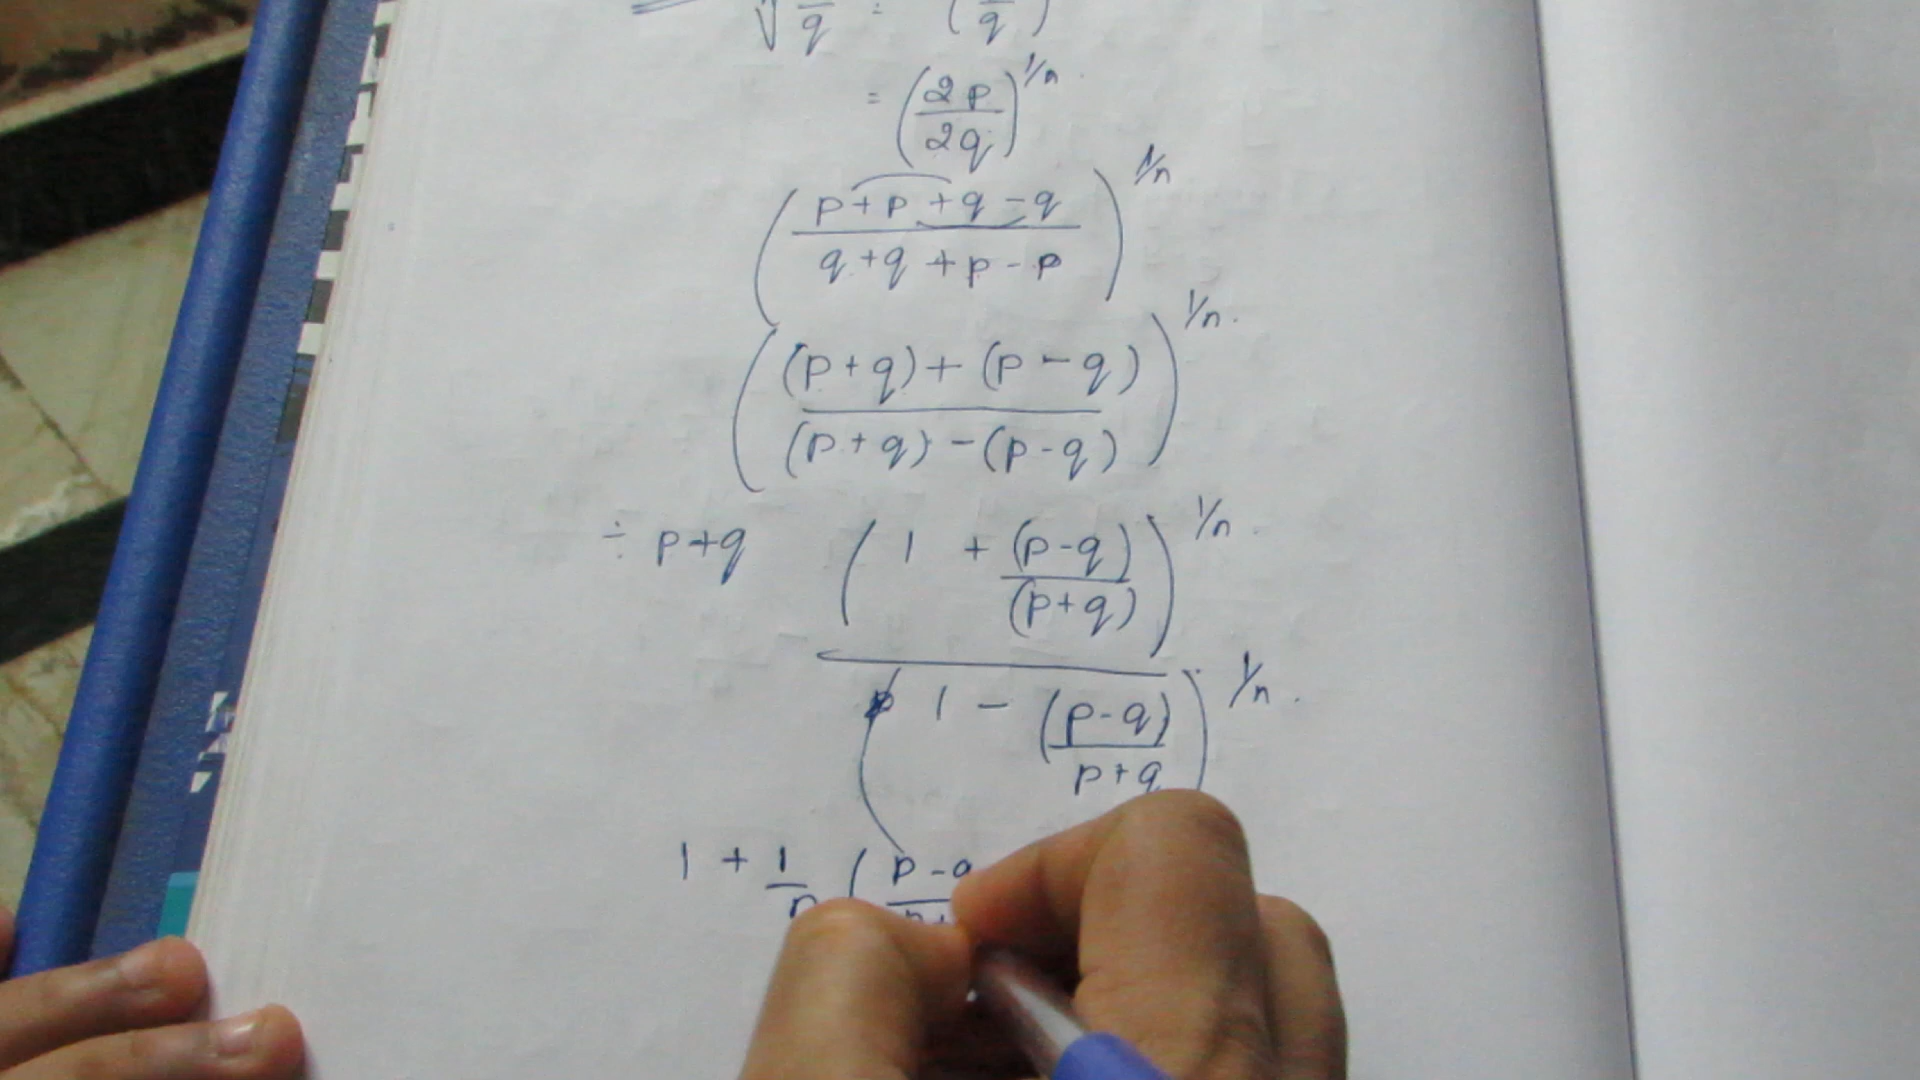 ⁿ√ /q = ( /q )
= (2p/2q)^1/n.
((p+p+q-q)/(q+q+p-p))^1/n
(((p+q)+(p-q))/((p+q)-(p-q)))^1/n.
÷ p+q (1 + (p-q)/(p+q))^1/n.
(1 - (p-q)/p+q)^1/n.
1 + 1/n (p-q